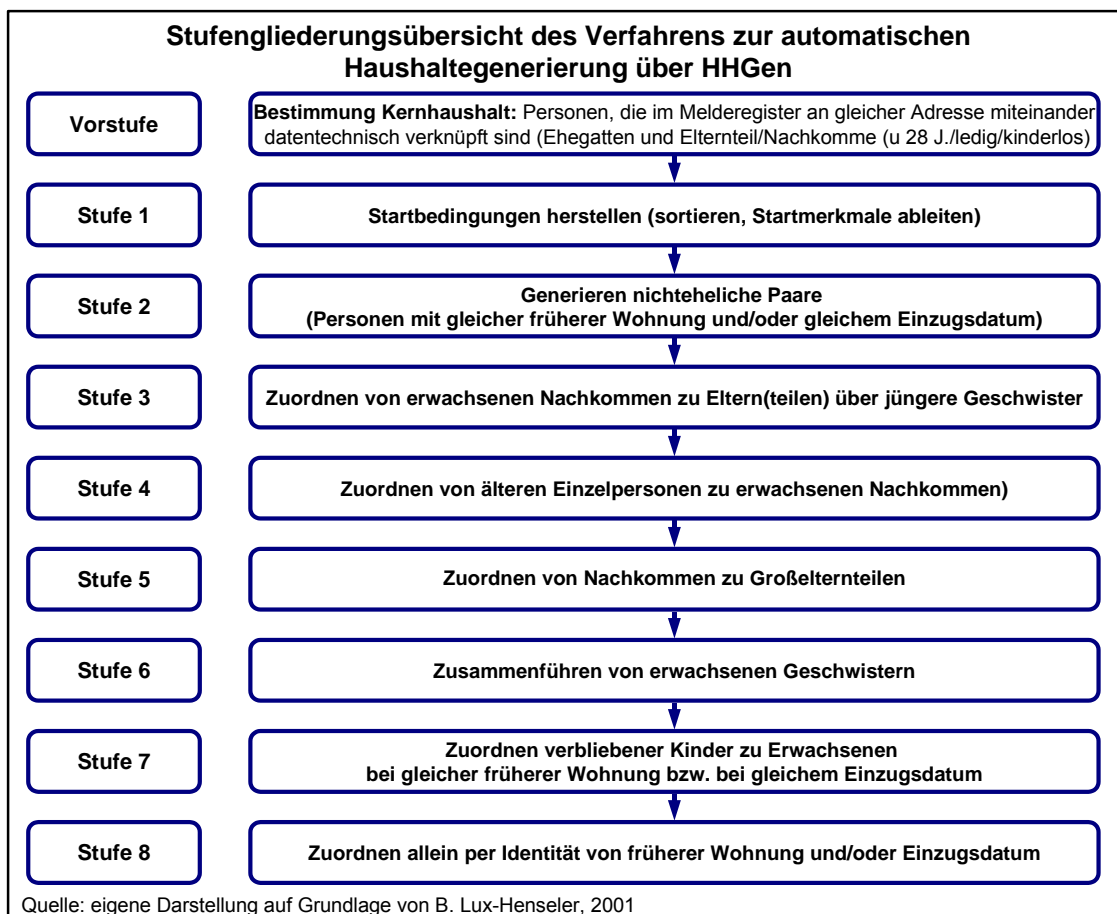 Stufengliederungsübersicht des Verfahrens zur automatischen
Haushaltegenerierung über HHGen
Vorstufe
Bestimmung Kernhaushalt: Personen, die im Melderegister an gleicher Adresse miteinander
datentechnisch verknüpft sind (Ehegatten und Elternteil/Nachkomme (u 28 J./ledig/kinderlos)
Stufe 1
Startbedingungen herstellen (sortieren, Startmerkmale ableiten)
Stufe 2
Generieren nichteheliche Paare
(Personen mit gleicher früherer Wohnung und/oder gleichem Einzugsdatum)
Stufe 3
Zuordnen von erwachsenen Nachkommen zu Eltern(teilen) über jüngere Geschwister
Stufe 4
Zuordnen von älteren Einzelpersonen zu erwachsenen Nachkommen)
Stufe 5
Zuordnen von Nachkommen zu Großelternteilen
Stufe 6
Zusammenführen von erwachsenen Geschwistern
Stufe 7
Zuordnen verbliebener Kinder zu Erwachsenen
bei gleicher früherer Wohnung bzw. bei gleichem Einzugsdatum
Stufe 8
Zuordnen allein per Identität von früherer Wohnung und/oder Einzugsdatum
Quelle: eigene Darstellung auf Grundlage von B. Lux-Henseler, 2001